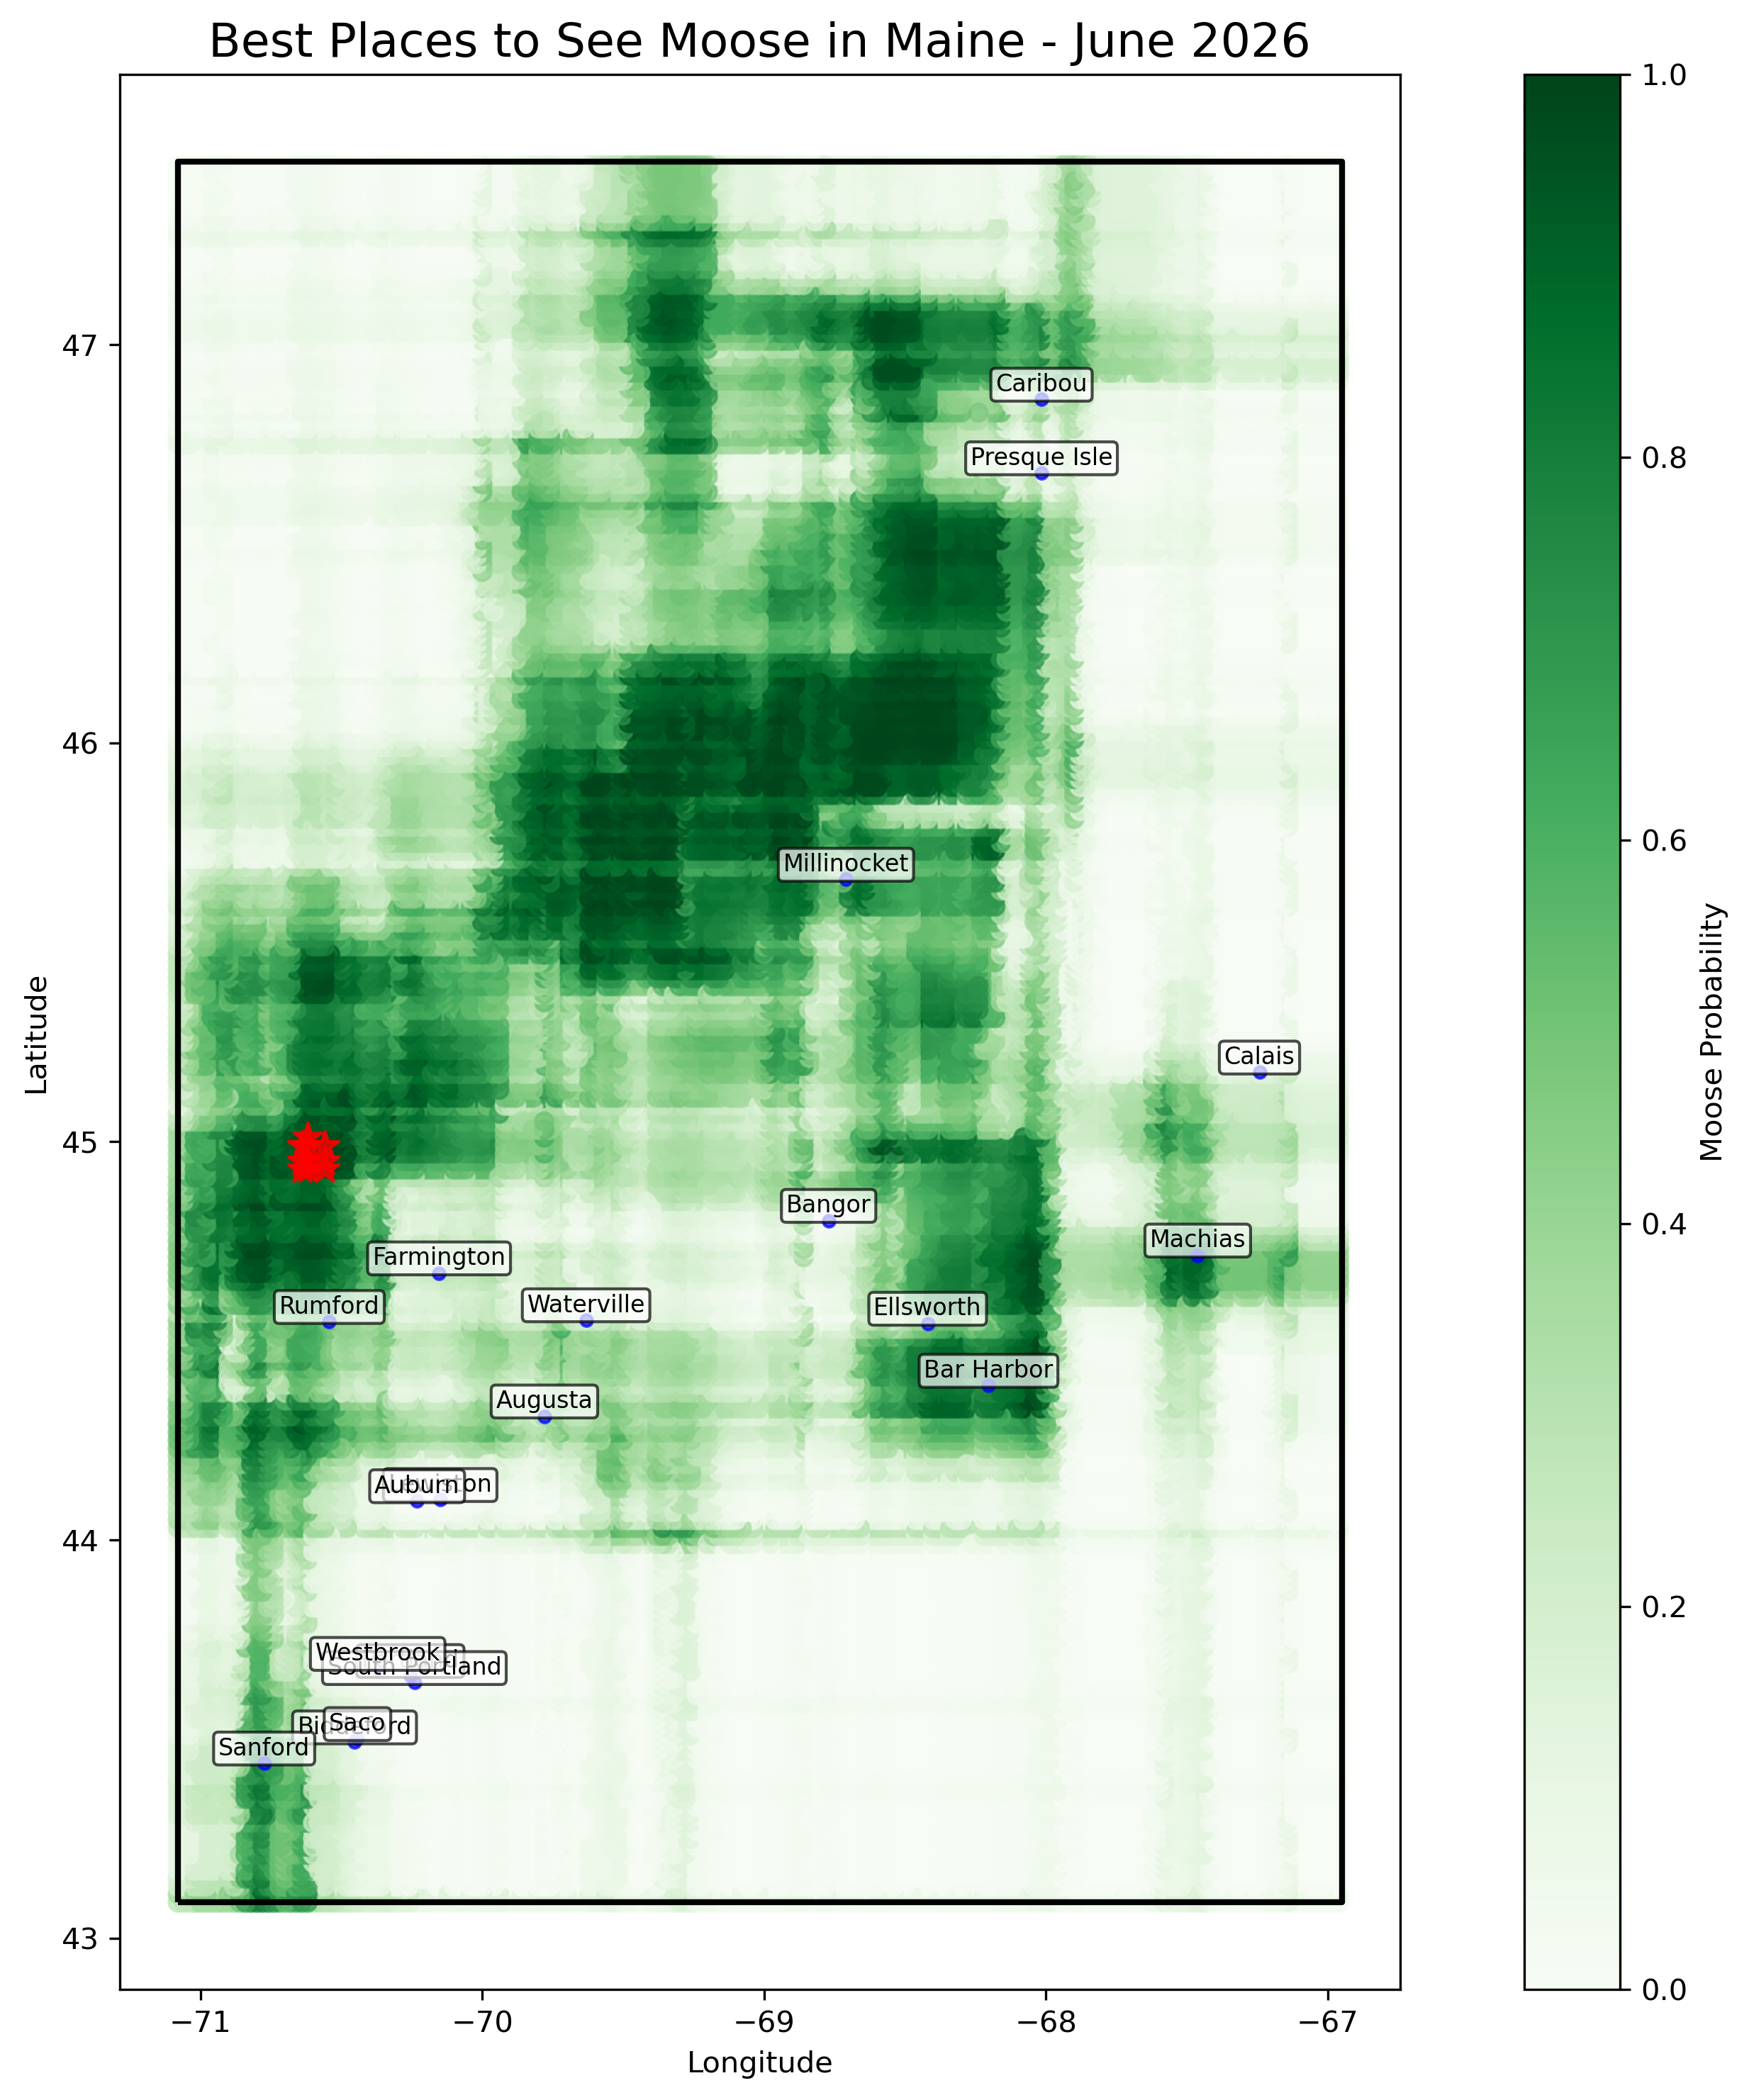 Best Places to See Moose in Maine - June 2026
1.0
0.8
0.6
0.4
0.2
0.0
Moose Probability
47
46
45
44
43
Latitude
Caribou
Presque Isle
Millinocket
Calais
Bangor
Machias
Farmington
Rumford
Waterville
Ellsworth
Bar Harbor
Augusta
Auburn
Westbrook
South Portland
Saco
Biddeford
Sanford
−71
−70
−69
−68
−67
Longitude